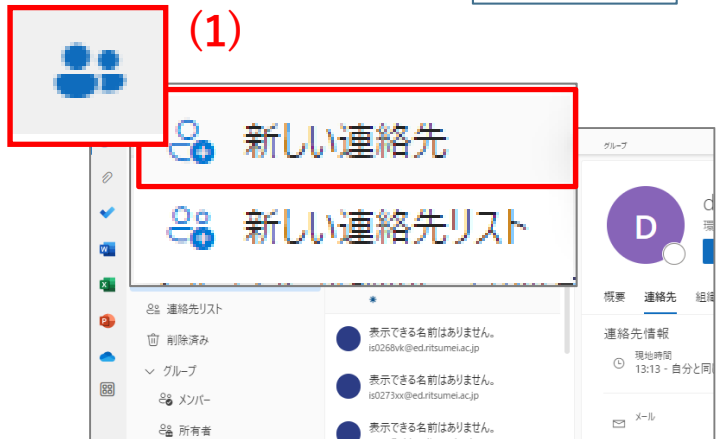 (1)
新しい連絡先
新しい連絡先リスト
グループ
D
概要 連絡先 組織
連絡先リスト
削除済み
グループ
メンバー
所有者
表示できる名前はありません。
is0268vk@ed.ritsumei.ac.jp
表示できる名前はありません。
is0273xx@ed.ritsumei.ac.jp
表示できる名前はありません。
連絡先情報
現地時間
13:13 - 自分と同
メール